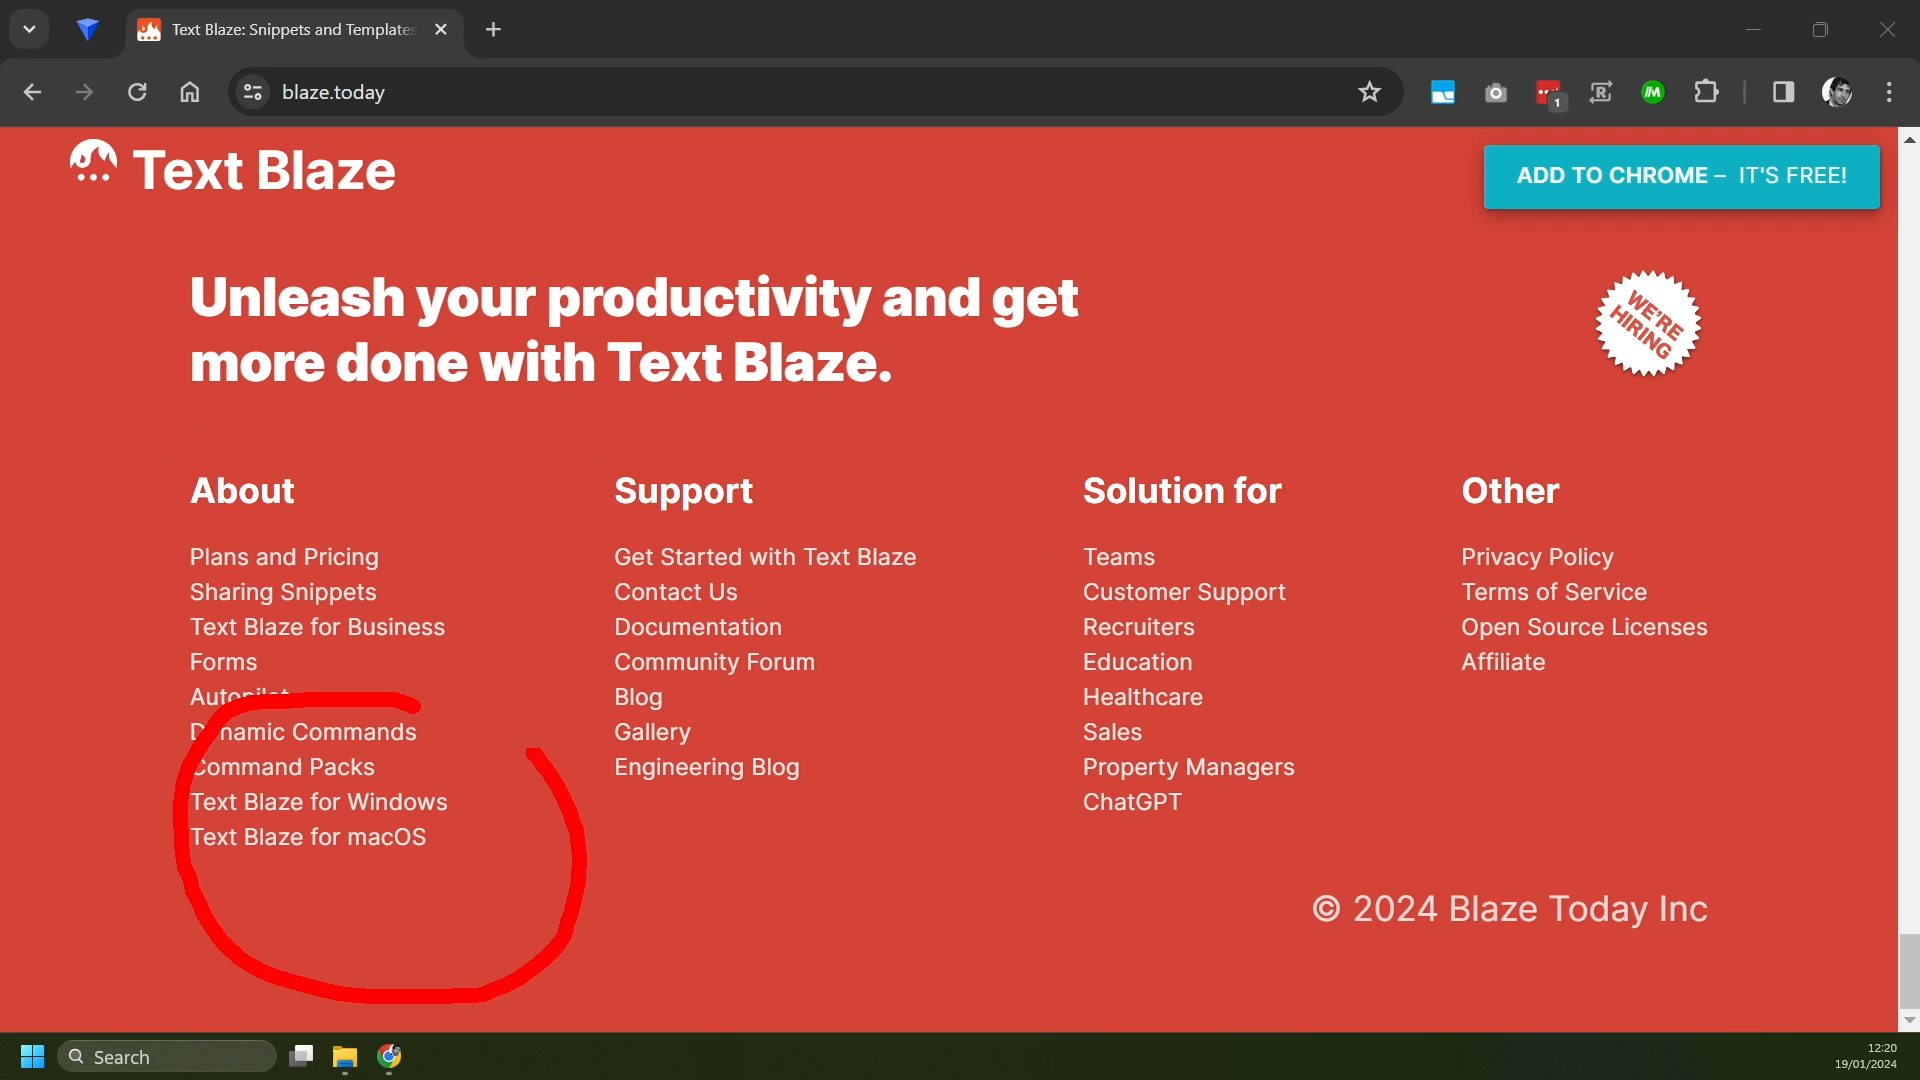 Text Blaze: Snippets and Templates
blaze.today
1
Text Blaze
ADD TO CHROME – IT'S FREE!
Unleash your productivity and get
more done with Text Blaze.
WE'RE
HIRING
About
Plans and Pricing
Sharing Snippets
Text Blaze for Business
Forms
Autopilot
Dynamic Commands
Command Packs
Text Blaze for Windows
Text Blaze for macOS
Support
Get Started with Text Blaze
Contact Us
Documentation
Community Forum
Blog
Gallery
Engineering Blog
Solution for
Teams
Customer Support
Recruiters
Education
Healthcare
Sales
Property Managers
ChatGPT
Other
Privacy Policy
Terms of Service
Open Source Licenses
Affiliate
© 2024 Blaze Today Inc
Search
12:20
19/01/2024